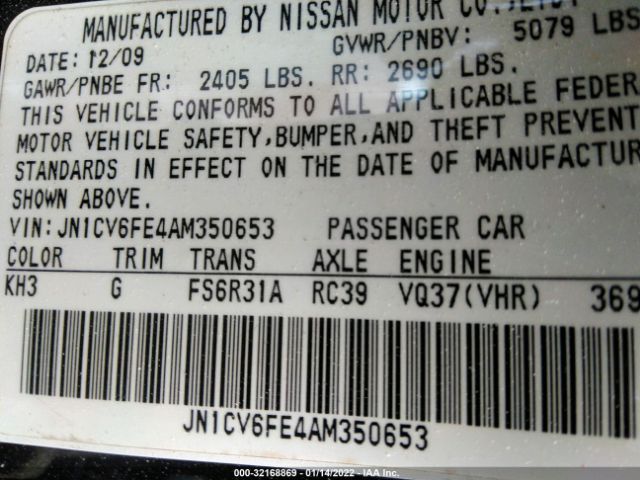 MANUFACTURED BY NISSAN MOTOR CO.,LTD.
DATE: 12/09 GVWR/PNBV: 5079 LBS
GAWR/PNBE FR: 2405 LBS. RR: 2690 LBS.
THIS VEHICLE CONFORMS TO ALL APPLICABLE FEDER
MOTOR VEHICLE SAFETY,BUMPER,AND THEFT PREVENT
STANDARDS IN EFFECT ON THE DATE OF MANUFACTUR
SHOWN ABOVE.
VIN:JN1CV6FE4AM350653 PASSENGER CAR
COLOR TRIM TRANS AXLE ENGINE
KH3 G FS6R31A RC39 VQ37(VHR) 369
JN1CV6FE4AM350653
000-32168869 - 01/14/2022 - IAA Inc.